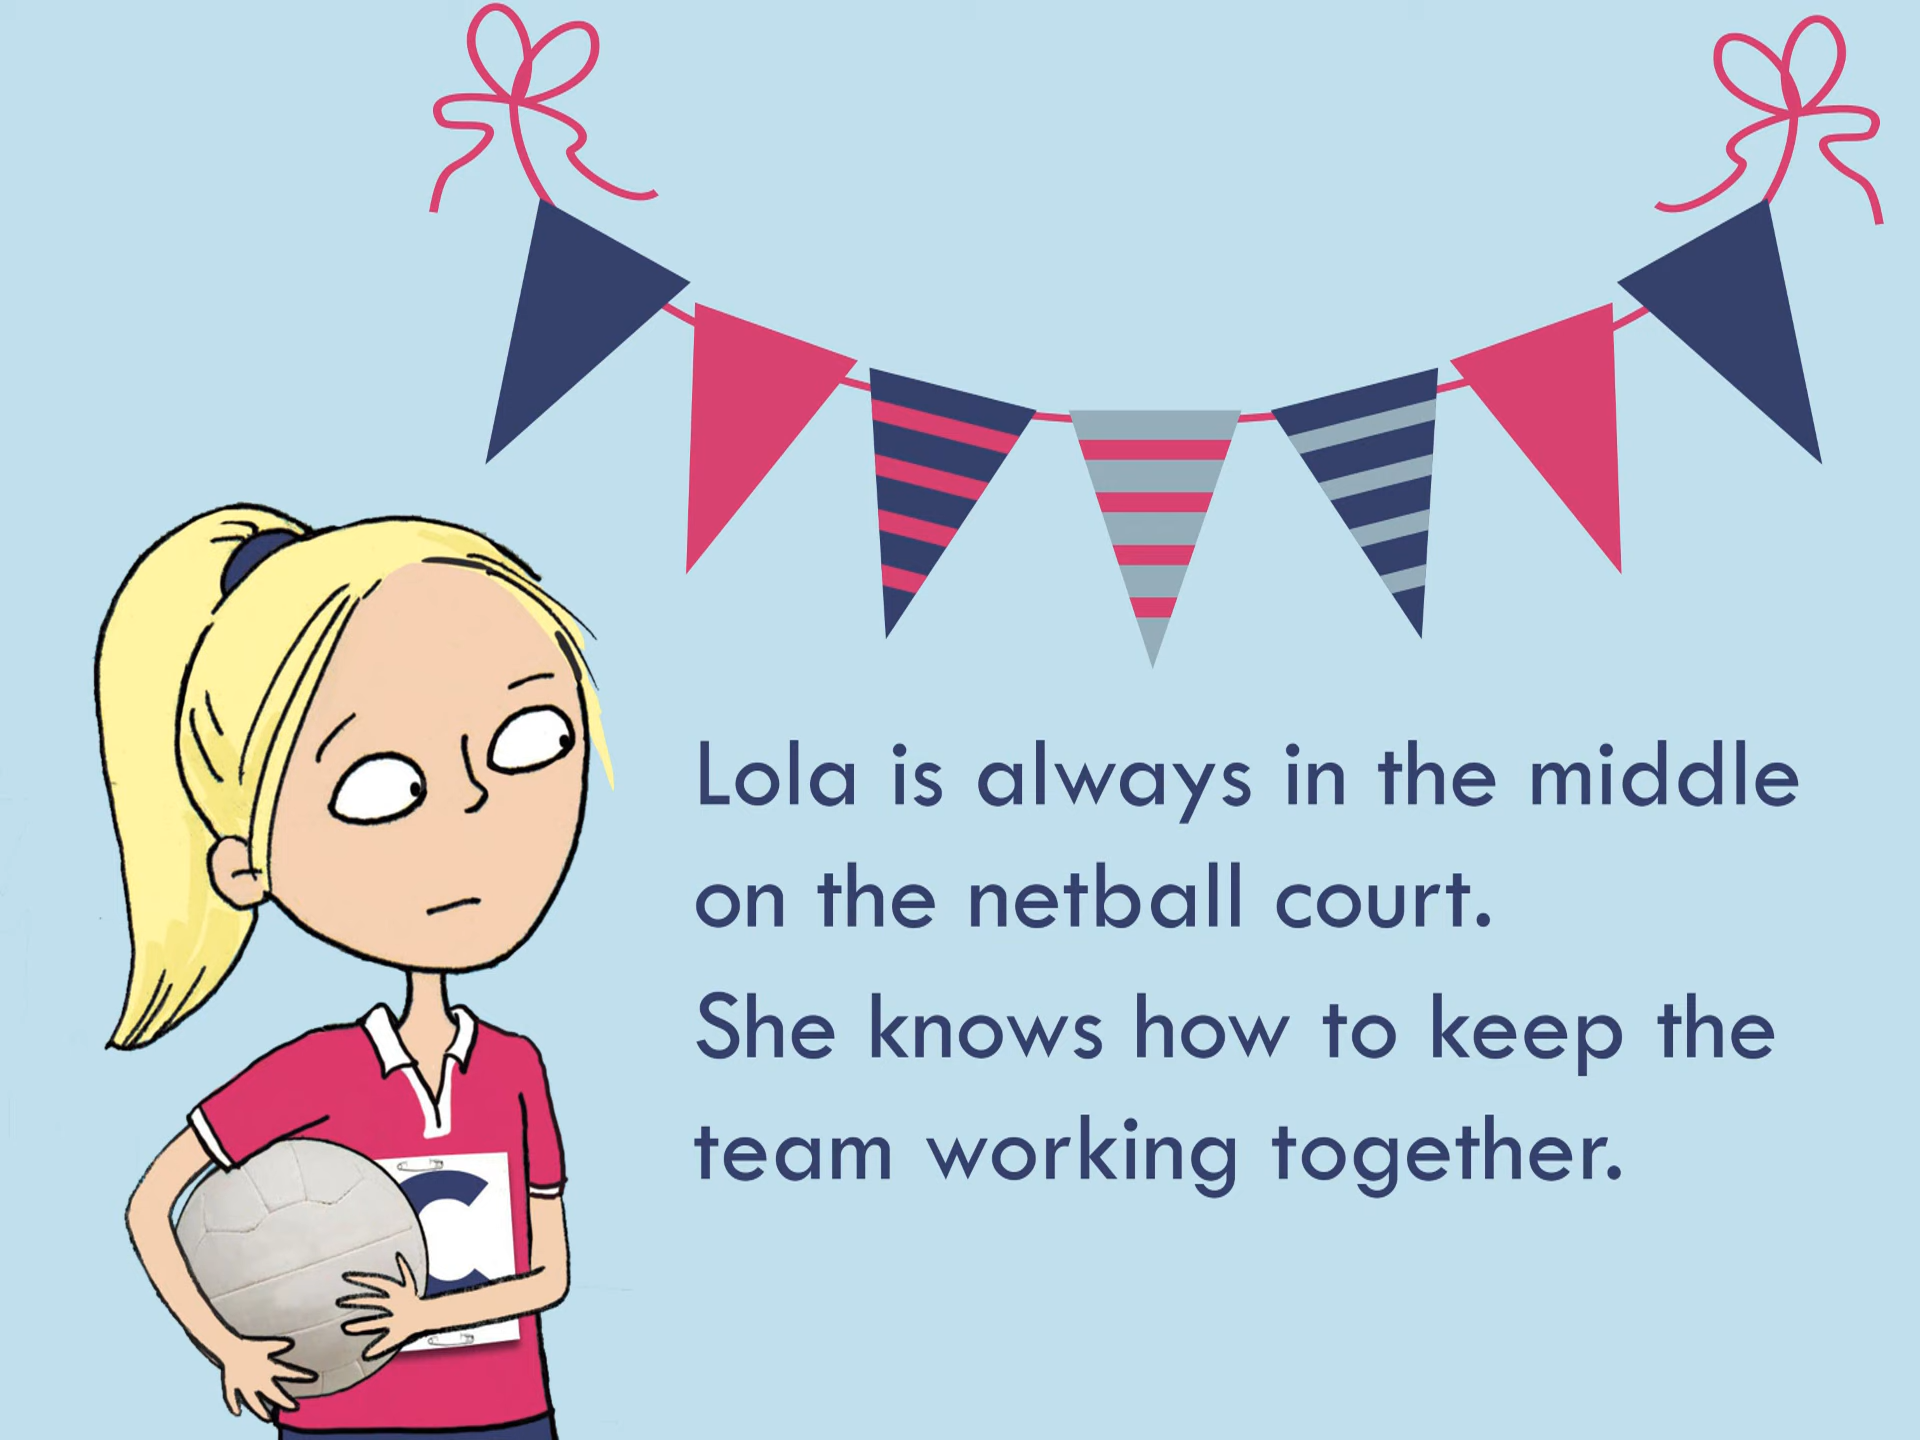 Lola is always in the middle
on the netball court.
She knows how to keep the
team working together.
C